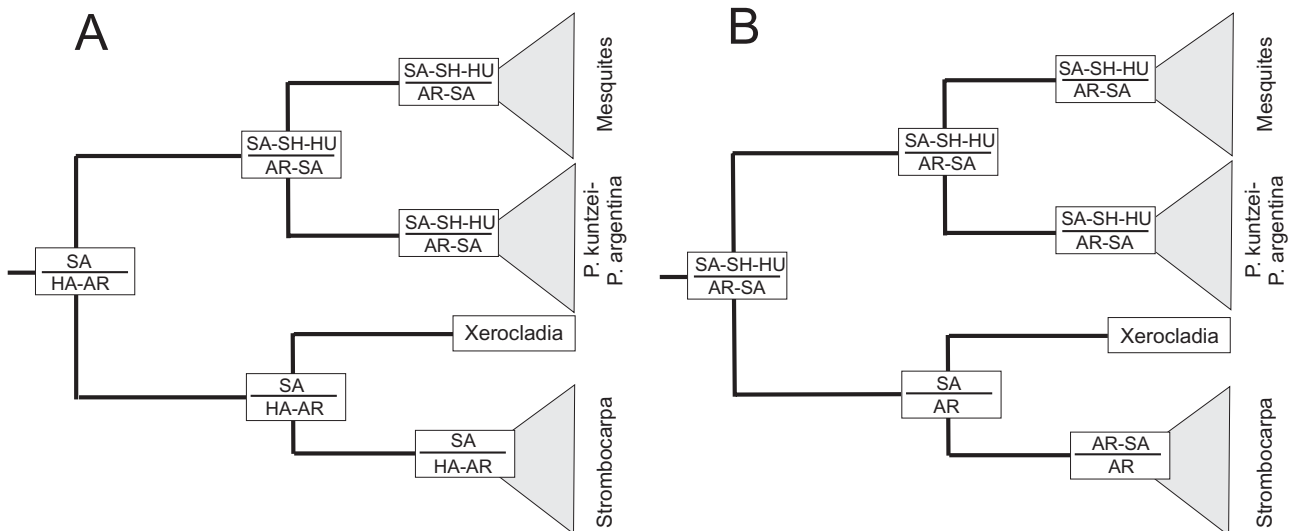 A
SA-SH-HU
AR-SA
Mesquites
SA-SH-HU
AR-SA
SA-SH-HU
AR-SA
P. kuntzei-
P. argentina
SA
HA-AR
Xerocladia
SA
HA-AR
SA
HA-AR
Strombocarpa
B
SA-SH-HU
AR-SA
Mesquites
SA-SH-HU
AR-SA
SA-SH-HU
AR-SA
P. kuntzei-
P. argentina
SA-SH-HU
AR-SA
Xerocladia
SA
AR
AR-SA
AR
Strombocarpa